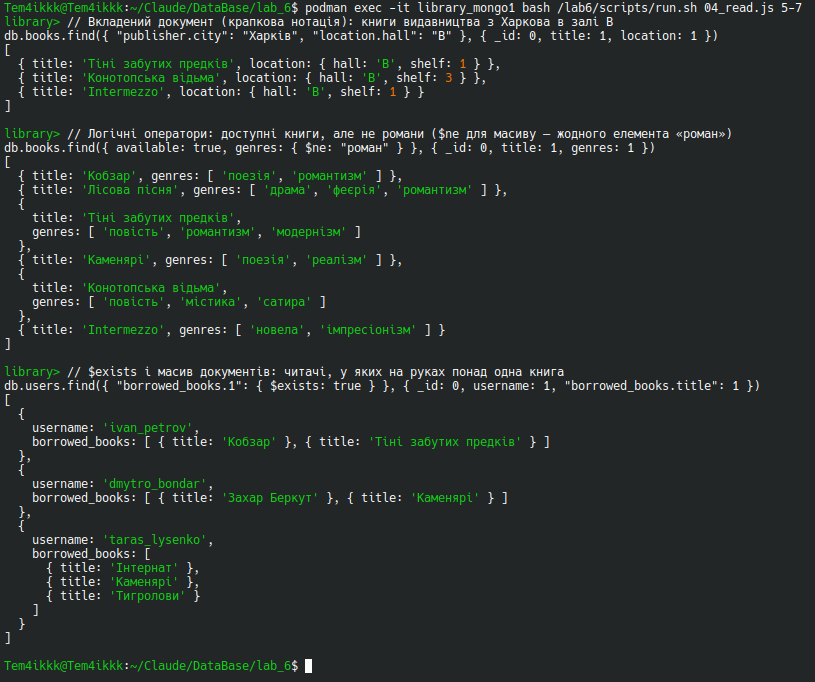 Tem4ikkk@Tem4ikkk:~/Claude/DataBase/lab_6$ podman exec -it library_mongo1 bash /lab6/scripts/run.sh 04_read.js 5-7
library> // Вкладений документ (крапкова нотація): книги видавництва з Харкова в залі B
db.books.find({ "publisher.city": "Харків", "location.hall": "B" }, { _id: 0, title: 1, location: 1 })
[
  { title: 'Тіні забутих предків', location: { hall: 'B', shelf: 1 } },
  { title: 'Конотопська відьма', location: { hall: 'B', shelf: 3 } },
  { title: 'Intermezzo', location: { hall: 'B', shelf: 1 } }
]

library> // Логічні оператори: доступні книги, але не романи ($ne для масиву — жодного елемента «роман»)
db.books.find({ available: true, genres: { $ne: "роман" } }, { _id: 0, title: 1, genres: 1 })
[
  { title: 'Кобзар', genres: [ 'поезія', 'романтизм' ] },
  { title: 'Лісова пісня', genres: [ 'драма', 'феєрія', 'романтизм' ] },
  {
    title: 'Тіні забутих предків',
    genres: [ 'повість', 'романтизм', 'модернізм' ]
  },
  { title: 'Каменярі', genres: [ 'поезія', 'реалізм' ] },
  {
    title: 'Конотопська відьма',
    genres: [ 'повість', 'містика', 'сатира' ]
  },
  { title: 'Intermezzo', genres: [ 'новела', 'імпресіонізм' ] }
]

library> // $exists і масив документів: читачі, у яких на руках понад одна книга
db.users.find({ "borrowed_books.1": { $exists: true } }, { _id: 0, username: 1, "borrowed_books.title": 1 })
[
  {
    username: 'ivan_petrov',
    borrowed_books: [ { title: 'Кобзар' }, { title: 'Тіні забутих предків' } ]
  },
  {
    username: 'dmytro_bondar',
    borrowed_books: [ { title: 'Захар Беркут' }, { title: 'Каменярі' } ]
  },
  {
    username: 'taras_lysenko',
    borrowed_books: [
      { title: 'Інтернат' },
      { title: 'Каменярі' },
      { title: 'Тигролови' }
    ]
  }
]

Tem4ikkk@Tem4ikkk:~/Claude/DataBase/lab_6$